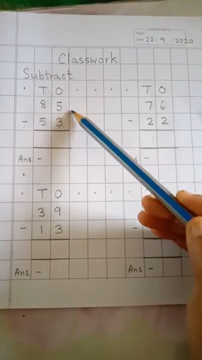 Date 22.9.2020
Classwork
Subtract
T O T O
8 5 7 6
- 5 3 - 2 2
Ans -
T O
3 9
- 1 3 -
Ans - Ans -